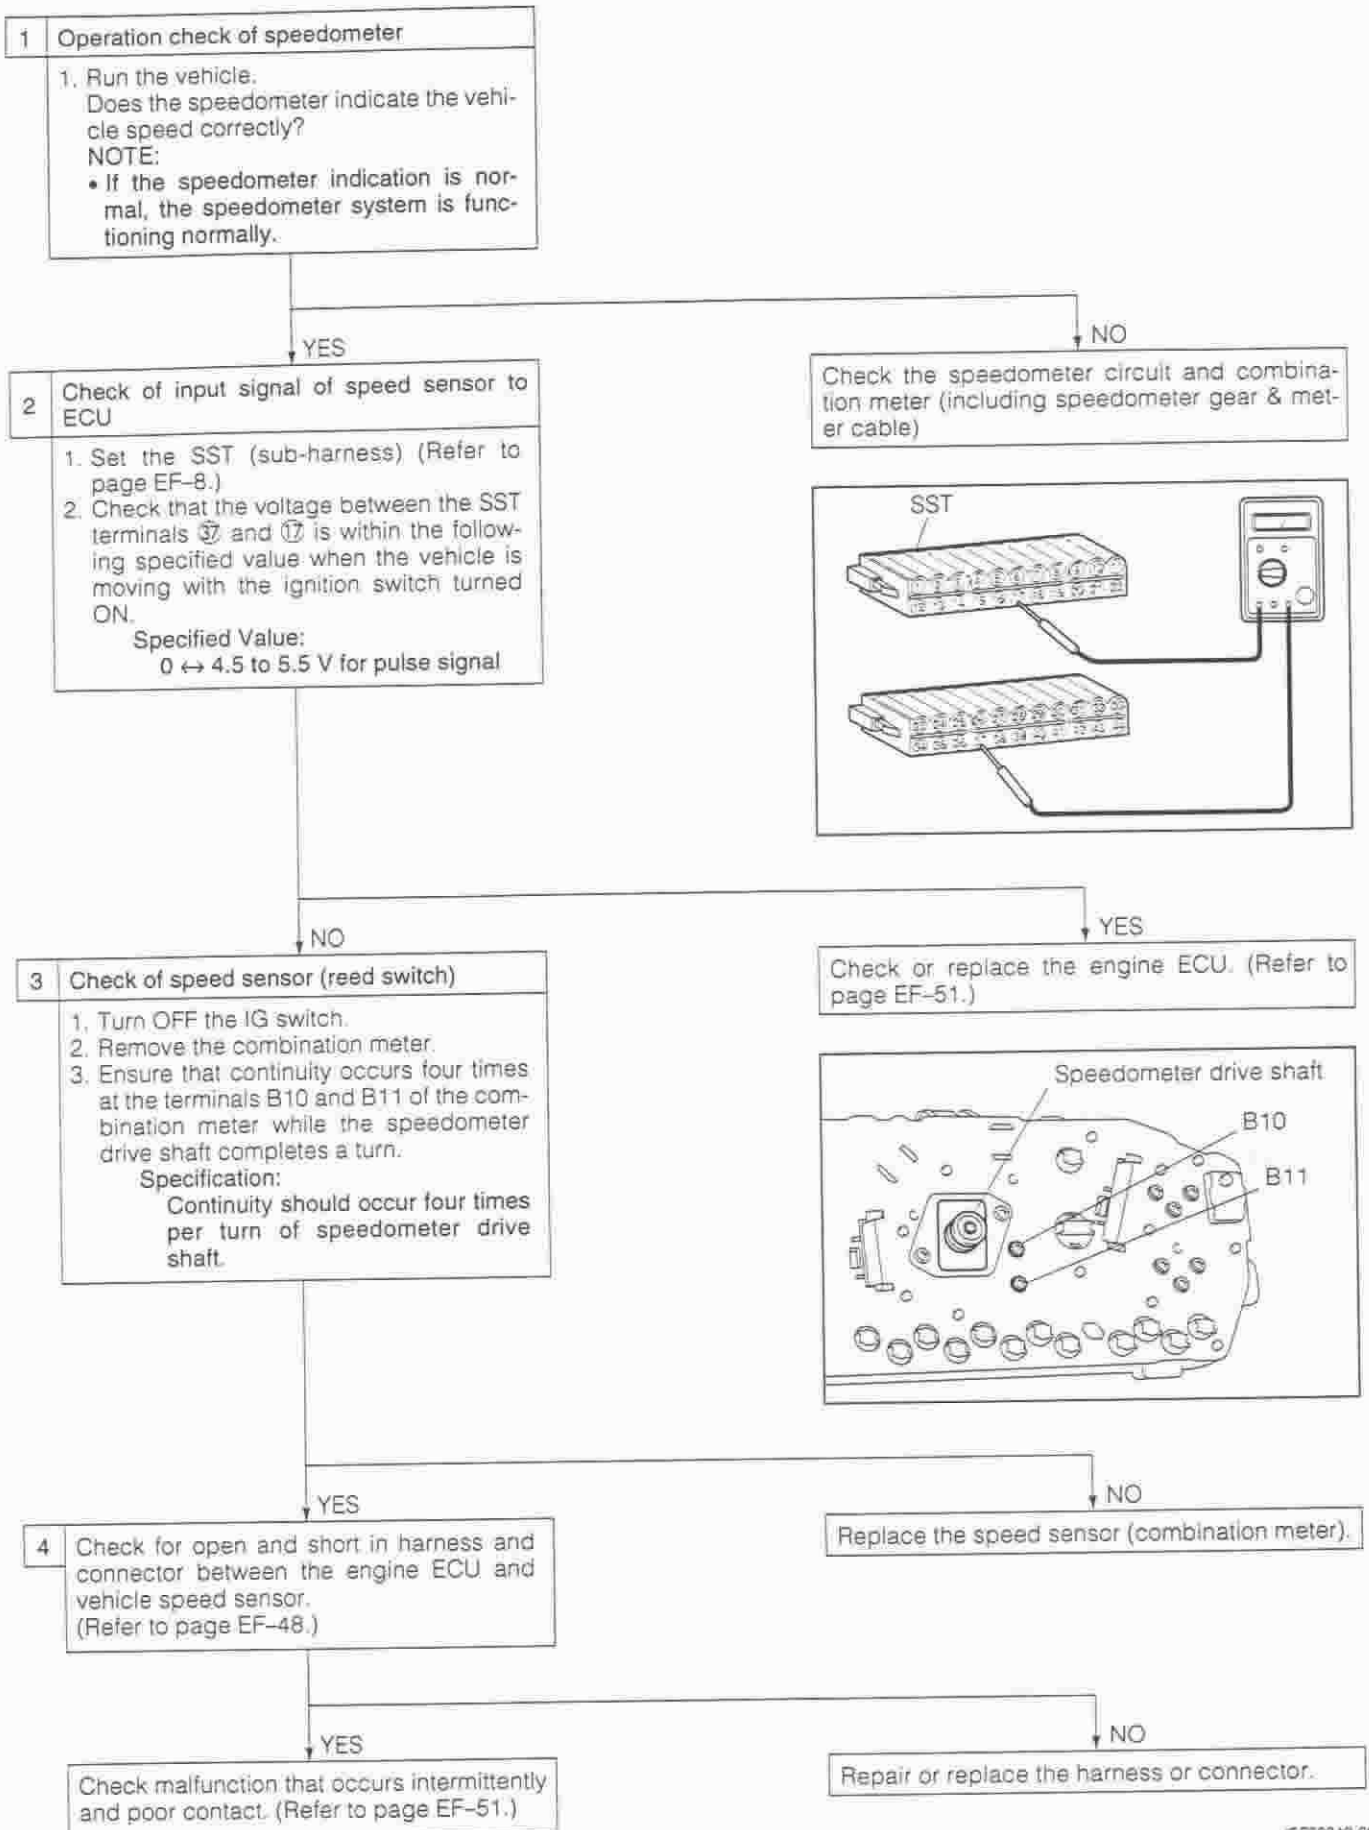 1 Operation check of speedometer
1. Run the vehicle.
Does the speedometer indicate the vehi-
cle speed correctly?
NOTE:
• If the speedometer indication is nor-
mal, the speedometer system is func-
tioning normally.
YES
NO
2 Check of input signal of speed sensor to
ECU
1. Set the SST (sub-harness) (Refer to
page EF–8.)
2. Check that the voltage between the SST
terminals ㊲ and ⑰ is within the follow-
ing specified value when the vehicle is
moving with the ignition switch turned
ON.
Specified Value:
0 ↔ 4.5 to 5.5 V for pulse signal
Check the speedometer circuit and combina-
tion meter (including speedometer gear & met-
er cable)
SST
NO
YES
3 Check of speed sensor (reed switch)
1. Turn OFF the IG switch.
2. Remove the combination meter.
3. Ensure that continuity occurs four times
at the terminals B10 and B11 of the com-
bination meter while the speedometer
drive shaft completes a turn.
Specification:
Continuity should occur four times
per turn of speedometer drive
shaft.
Check or replace the engine ECU. (Refer to
page EF–51.)
Speedometer drive shaft
B10
B11
YES
NO
4 Check for open and short in harness and
connector between the engine ECU and
vehicle speed sensor.
(Refer to page EF–48.)
Replace the speed sensor (combination meter).
YES
NO
Check malfunction that occurs intermittently
and poor contact. (Refer to page EF–51.)
Repair or replace the harness or connector.